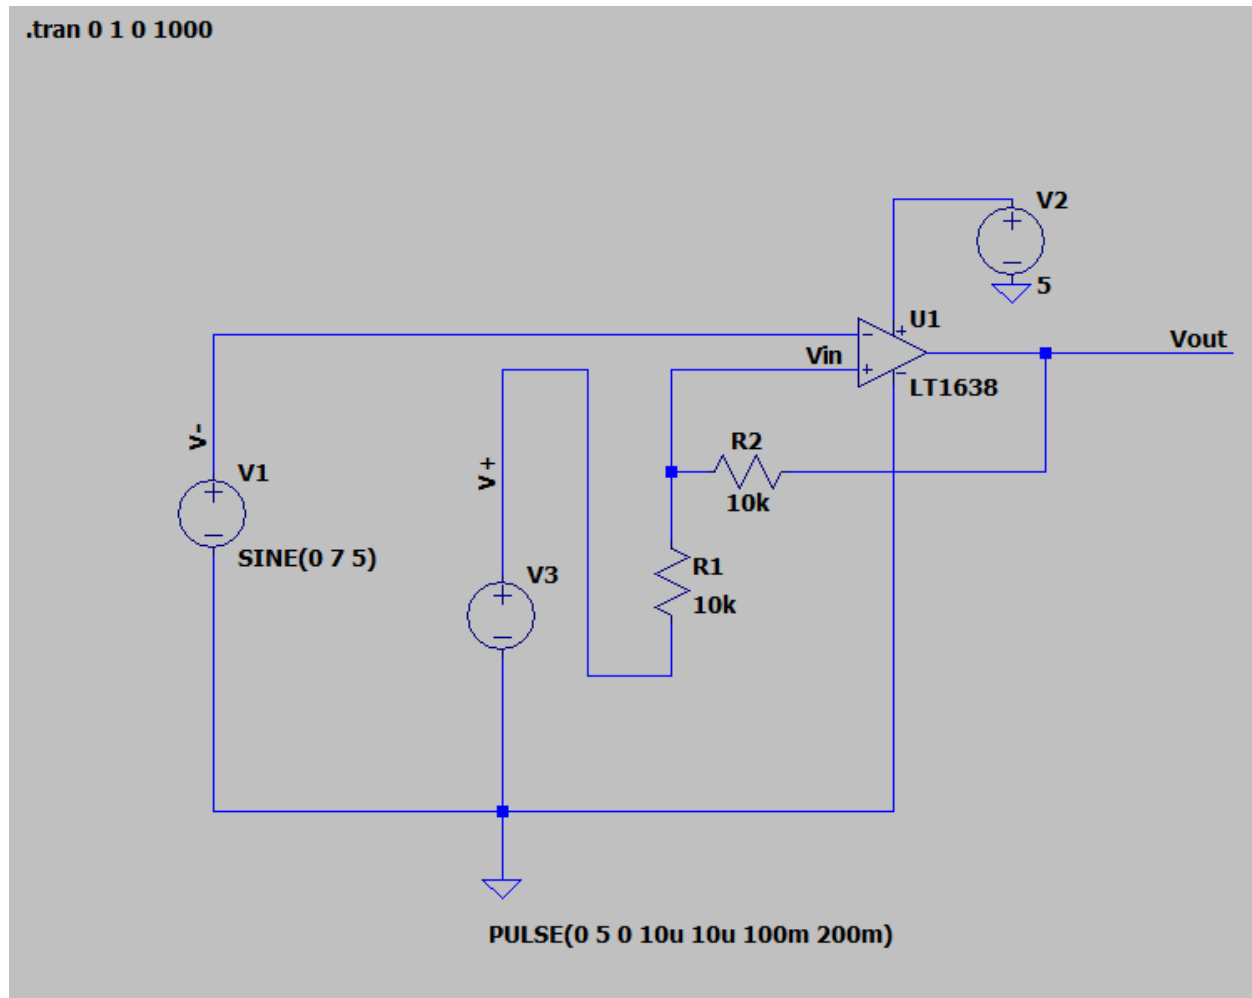 .tran 0 1 0 1000
V2
5
U1
Vin
Vout
LT1638
R2
10k
V-
V+
V1
SINE(0 7 5)
V3
R1
10k
PULSE(0 5 0 10u 10u 100m 200m)